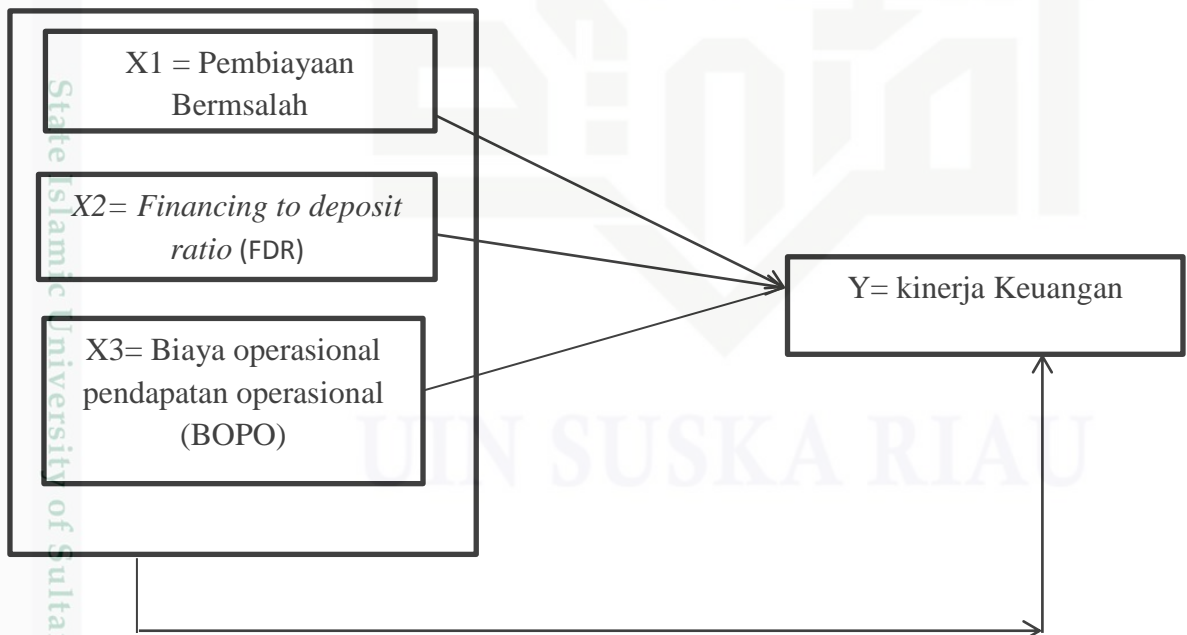 X1 = Pembiayaan
Bermsalah
X2= Financing to deposit
ratio (FDR)
X3= Biaya operasional
pendapatan operasional
(BOPO)
Y= kinerja Keuangan
UIN SUSKA RIAU
State Islamic University of Sulta